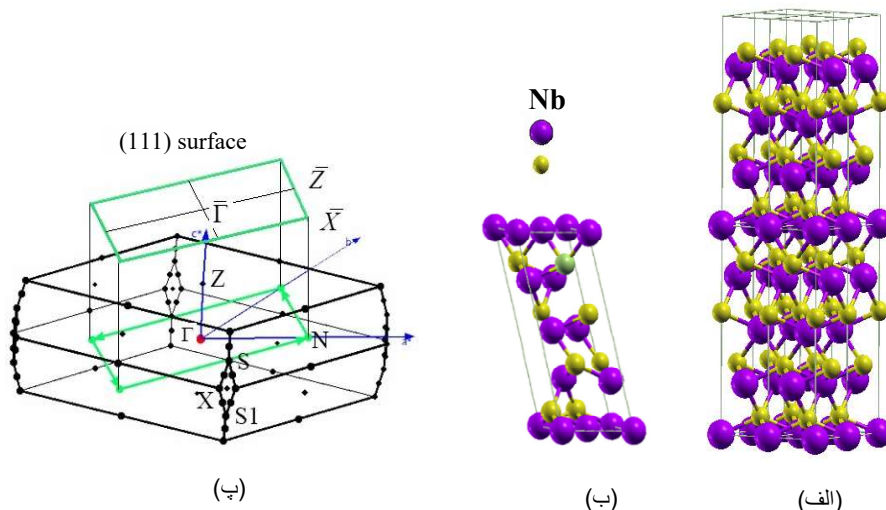 Nb
(111) surface
Z̄
Γ̄
X̄
c*
b
Z
Γ
N
a
S
X
S1
(پ)
(ب)
(الف)